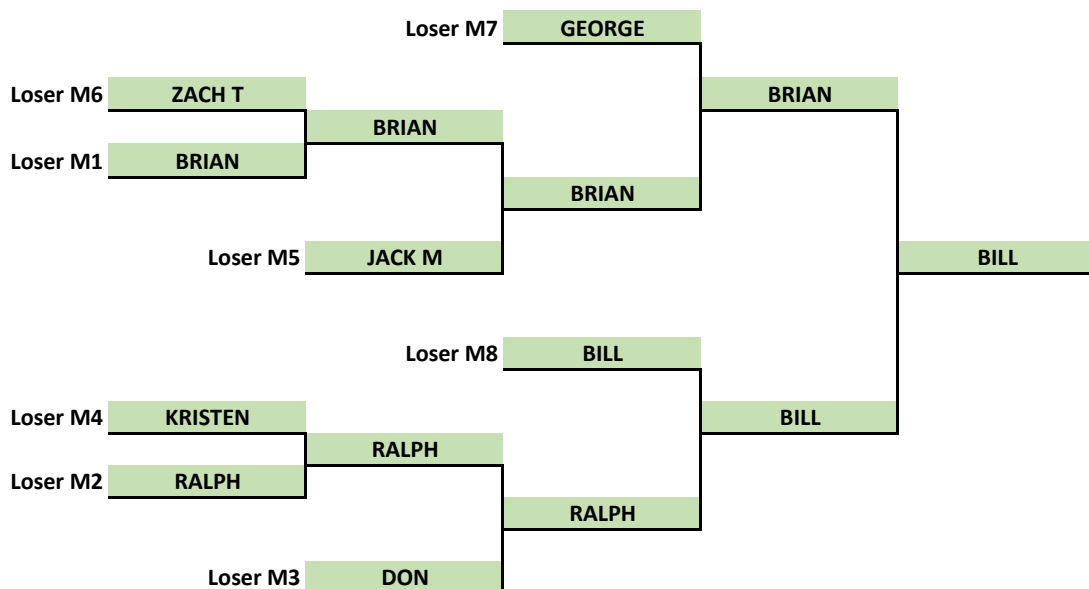 Loser M7 GEORGE
Loser M6 ZACH T BRIAN
BRIAN
Loser M1 BRIAN
BRIAN
Loser M5 JACK M BILL
Loser M8 BILL
Loser M4 KRISTEN BILL
RALPH
Loser M2 RALPH
RALPH
Loser M3 DON